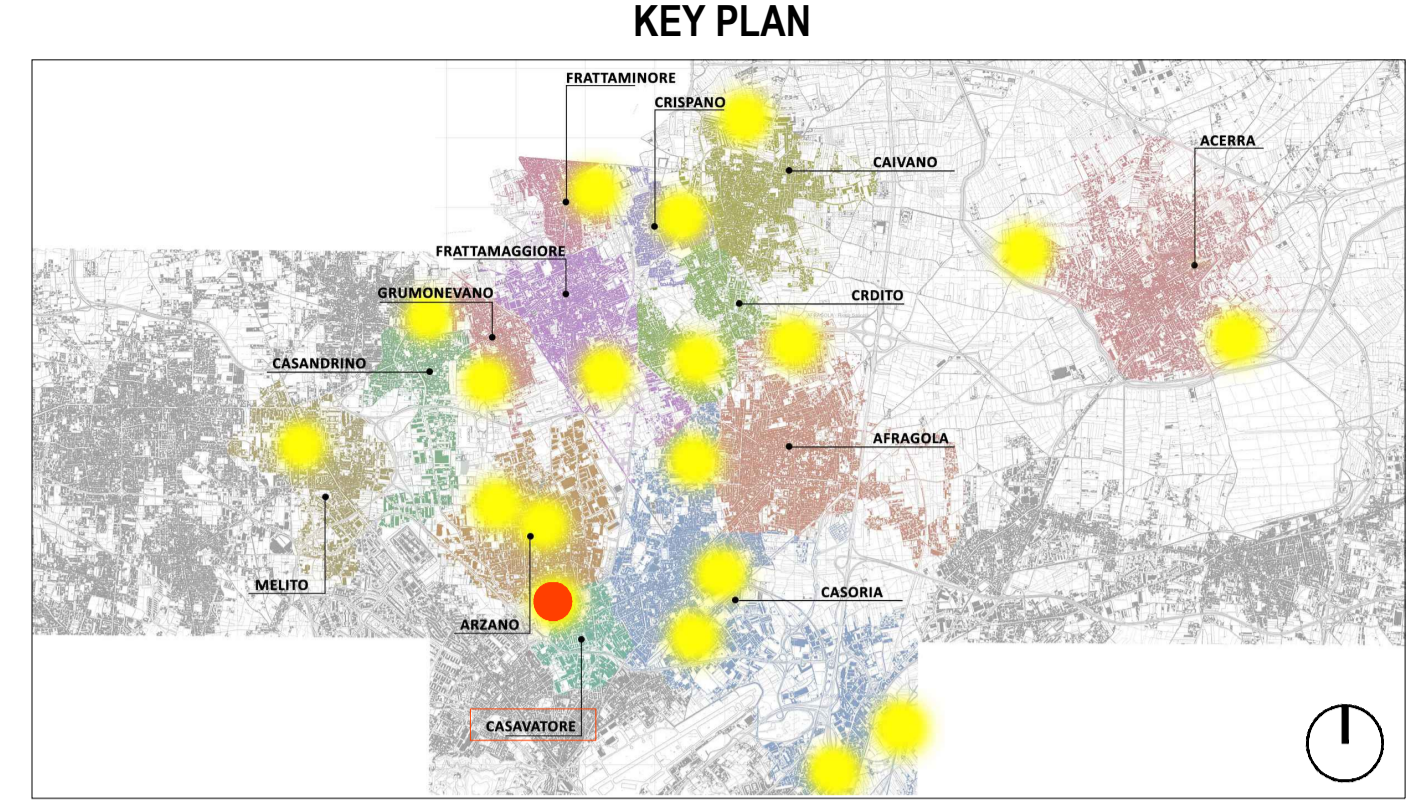 KEY PLAN
FRATTAMINORE
CRISPANO
ACERRA
CAIVANO
FRATTAMAGGIORE
GRUMONEVANO
CRDITO
CASANDRINO
AFRAGOLA
MELITO
CASORIA
ARZANO
CASAVATORE